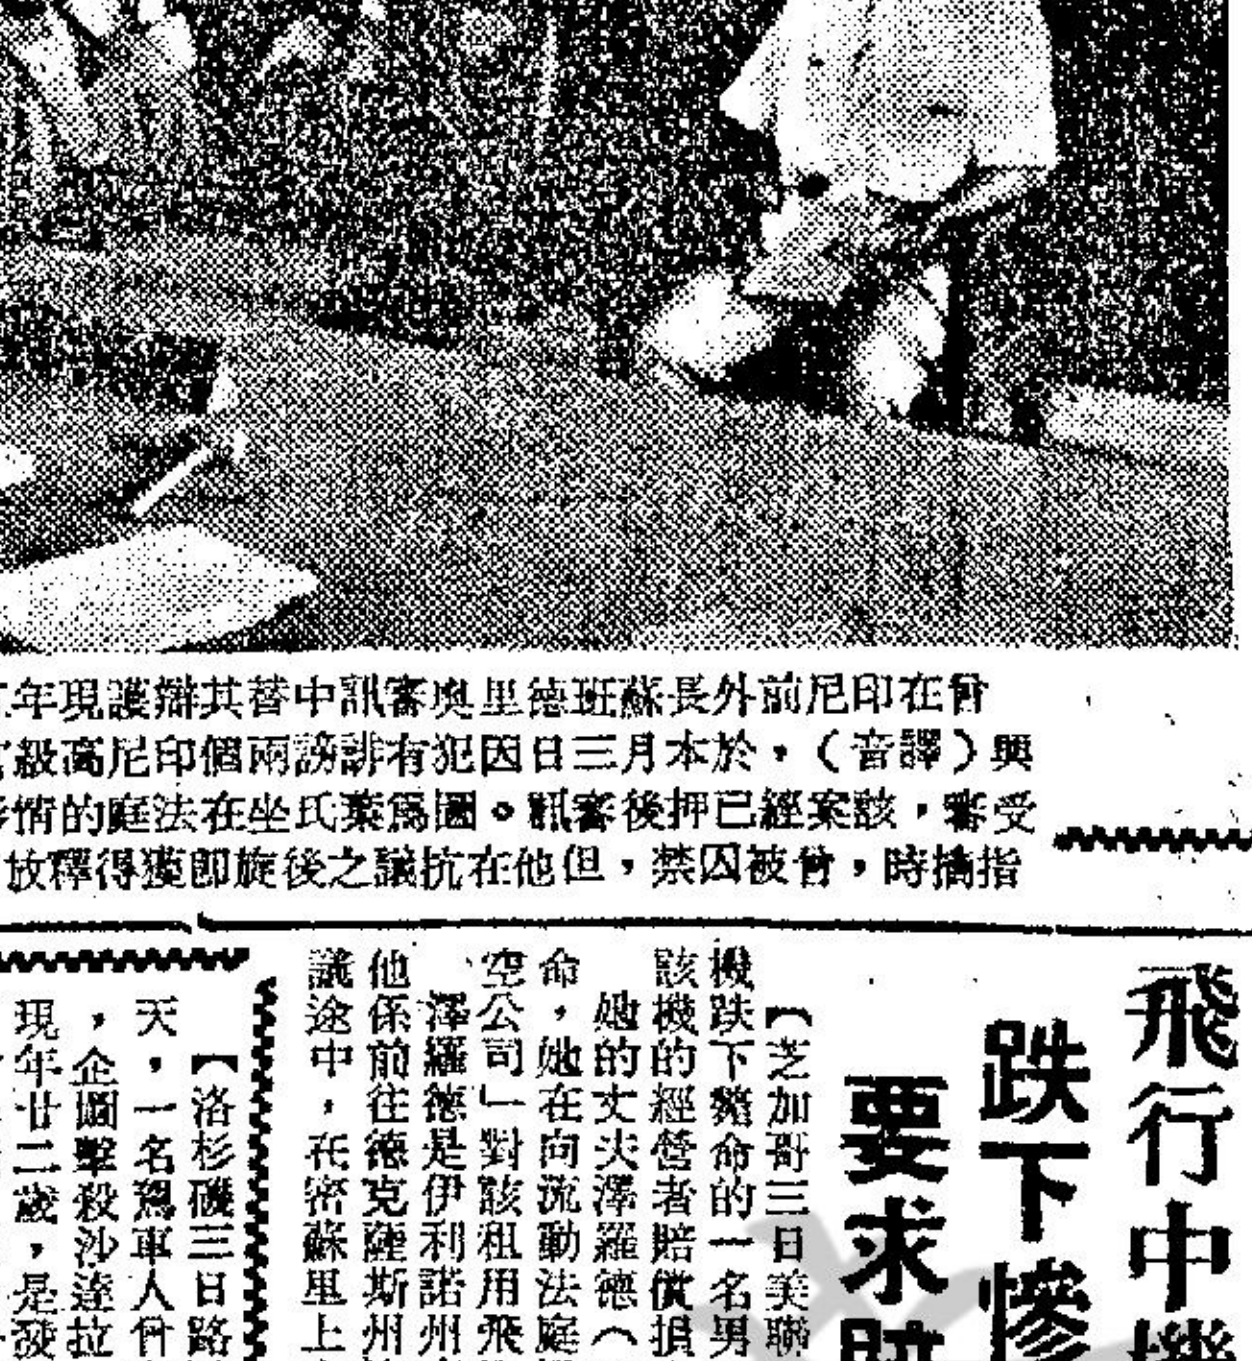 曾在印尼前外長蘇班德里奧審訊中替其辯護現年
興（譯音），於本月三日因犯有誹謗兩個印尼高級
受審，該案經已押後審訊。圖爲葉氏坐在法庭的情
指摘時，曾被囚禁，但他在抗議之後旋即獲得釋放
飛行中機
跌下慘
要求賠
【芝加哥三日美聯
機跌下斃命的一名男
該機的經營者賠償損
她的丈夫澤羅德（
命，她在向流動法庭
空公司」對該租用飛
澤羅德是伊利諾州
他係前往德克薩斯州
議途中，在密蘇里上
【洛杉磯三日路
天，一名爲軍人什
，企圖擊殺沙達拉
現年廿二歲，是發